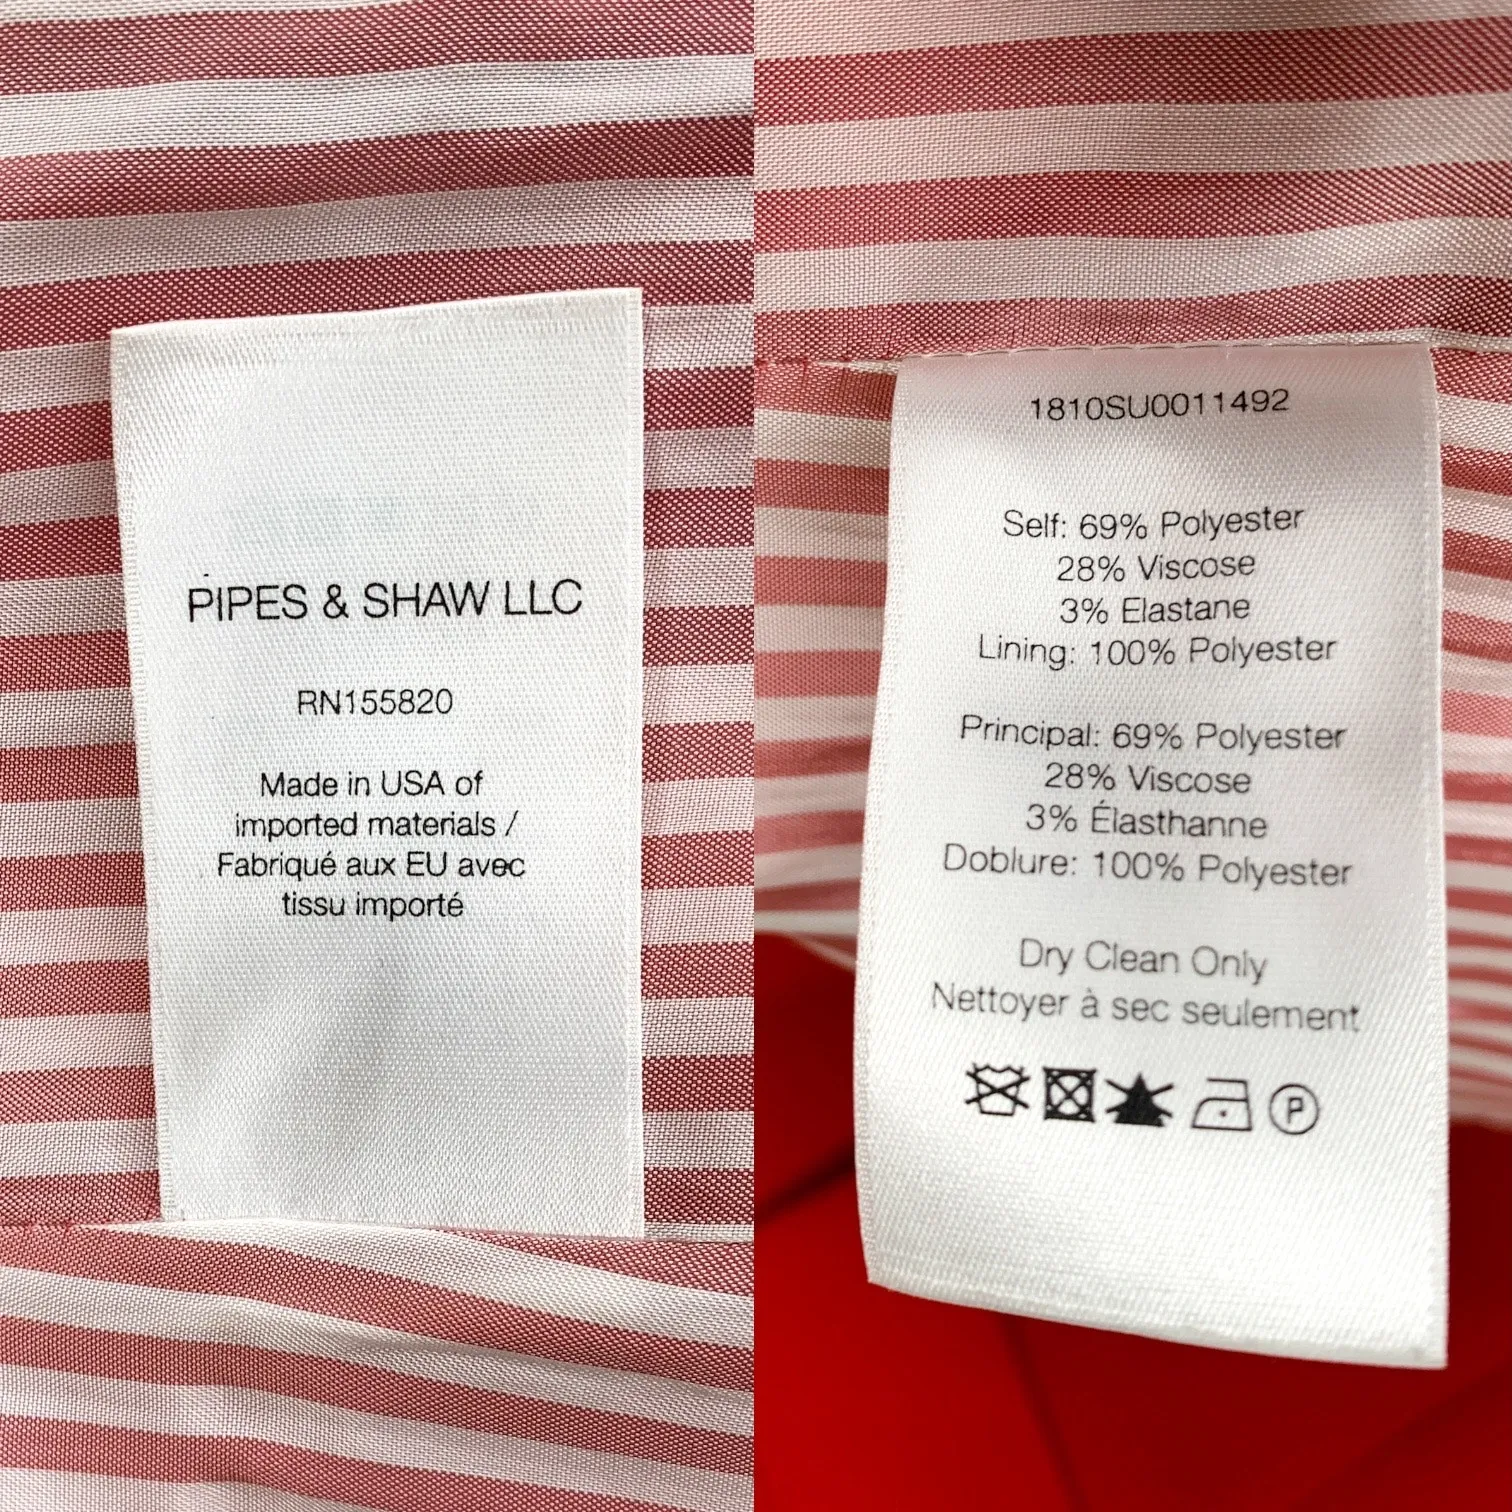 PIPES & SHAW LLC
RN155820
Made in USA of
imported materials /
Fabriqué aux EU avec
tissu importé
1810SU0011492
Self: 69% Polyester
28% Viscose
3% Elastane
Lining: 100% Polyester
Principal: 69% Polyester
28% Viscose
3% Élasthanne
Doblure: 100% Polyester
Dry Clean Only
Nettoyer à sec seulement
P